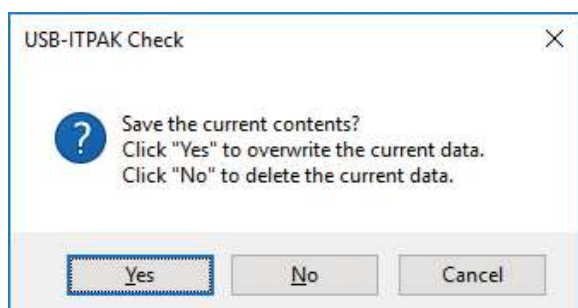 USB-ITPAK Check
Save the current contents?
Click "Yes" to overwrite the current data.
Click "No" to delete the current data.
Yes No Cancel